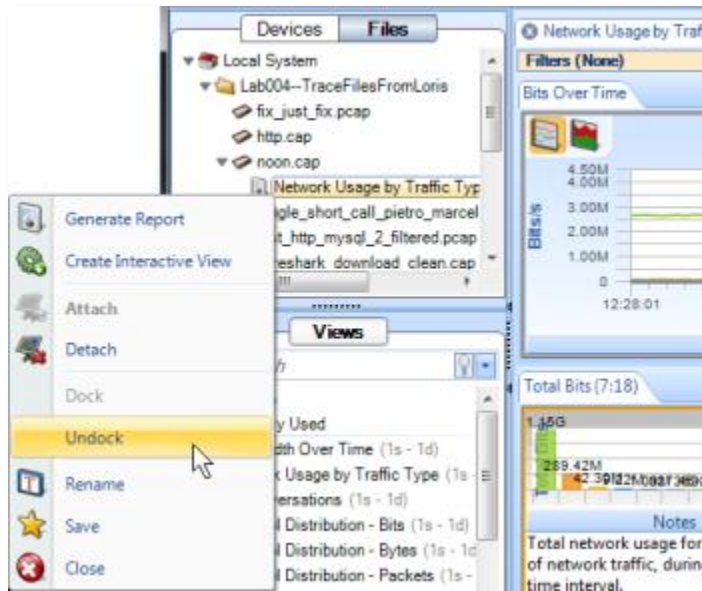 Devices Files
Local System
Lab004--TraceFilesFromLoris
fix_just_fix.pcap
http.cap
noon.cap
Network Usage by Traffic Typ
gle_short_call_pietro_marcel
t_http_mysql_2_filtered.pcap
reshark_download_clean.cap
Generate Report
Create Interactive View
Attach
Detach
Dock
Undock
Rename
Save
Close
Views
y Used
dth Over Time (1s - 1d)
Usage by Traffic Type (1s -
ersations (1s - 1d)
l Distribution - Bits (1s - 1d)
l Distribution - Bytes (1s - 1d
l Distribution - Packets (1s -
Network Usage by Traf
Filters (None)
Bits Over Time
Bits/s
4.50M
4.00M
3.00M
2.00M
1.00M
0
12:28:01
Total Bits (7:18)
289.42M
Notes
Total network usage for
of network traffic, durin
time interval.